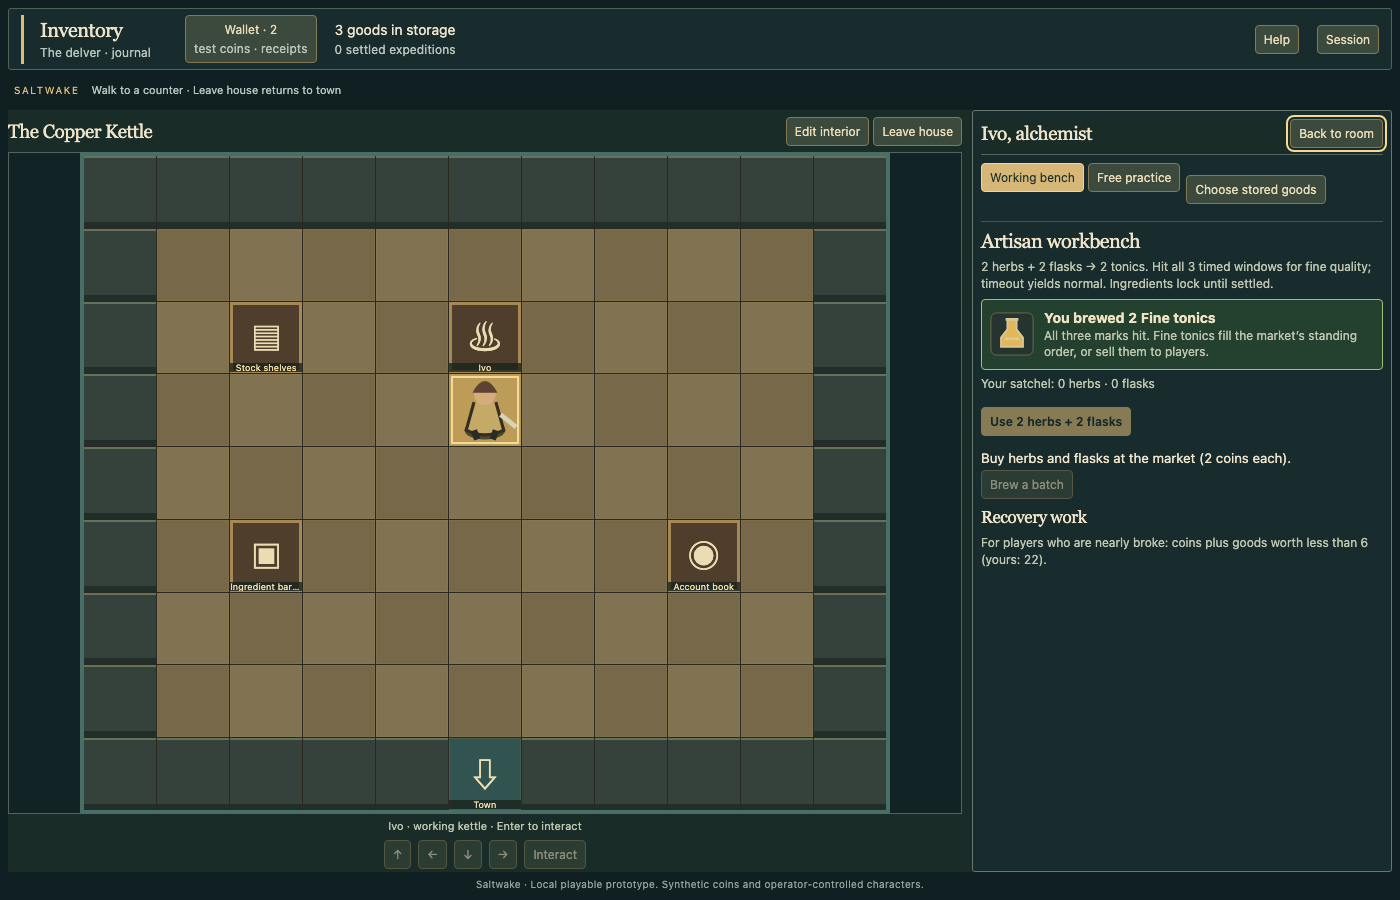 Inventory
The delver · journal
Wallet · 2
test coins · receipts
3 goods in storage
0 settled expeditions
Help
Session
SALTWAKE
Walk to a counter · Leave house returns to town
The Copper Kettle
Edit interior
Leave house
Stock shelves
Ivo
Ingredient bar...
Account book
Town
Ivo · working kettle · Enter to interact
↑
←
↓
→
Interact
Ivo, alchemist
Back to room
Working bench
Free practice
Choose stored goods
Artisan workbench
2 herbs + 2 flasks → 2 tonics. Hit all 3 timed windows for fine quality;
timeout yields normal. Ingredients lock until settled.
You brewed 2 Fine tonics
All three marks hit. Fine tonics fill the market's standing
order, or sell them to players.
Your satchel: 0 herbs · 0 flasks
Use 2 herbs + 2 flasks
Buy herbs and flasks at the market (2 coins each).
Brew a batch
Recovery work
For players who are nearly broke: coins plus goods worth less than 6
(yours: 22).
Saltwake · Local playable prototype. Synthetic coins and operator-controlled characters.